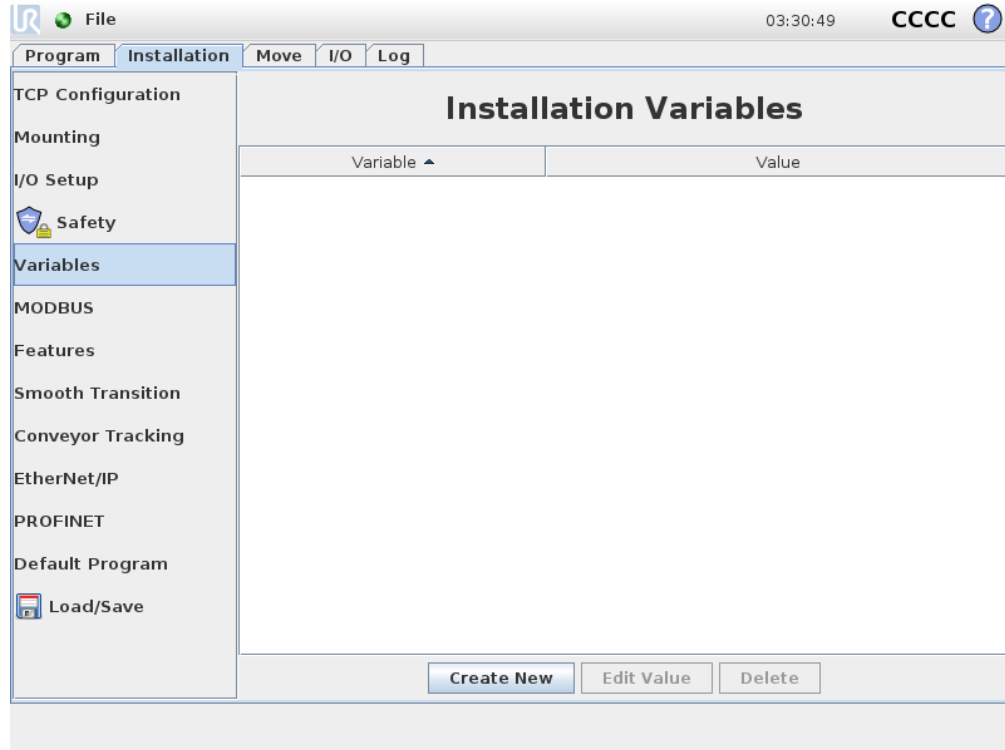 UR File 03:30:49 CCCC ?
Program Installation Move I/O Log
TCP Configuration
Mounting
I/O Setup
Safety
Variables
MODBUS
Features
Smooth Transition
Conveyor Tracking
EtherNet/IP
PROFINET
Default Program
Load/Save
Installation Variables
Variable Value
Create New Edit Value Delete